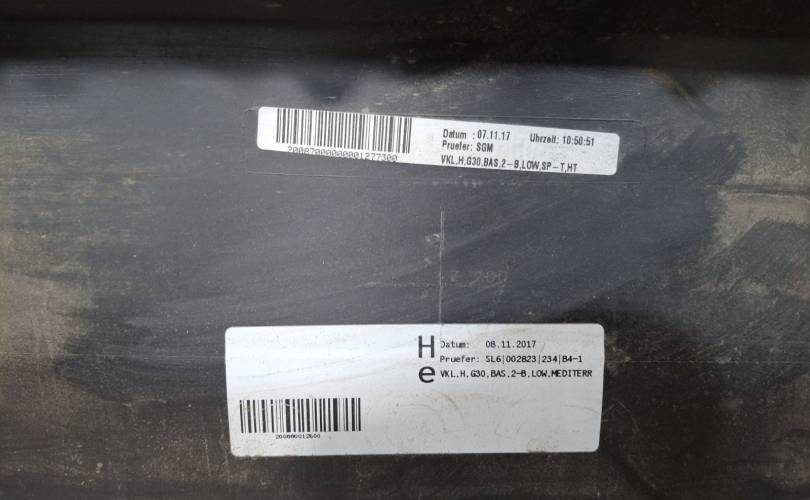 Datum : 07.11.17 Uhrzeit: 10:50:51
Pruefer: SGM
VKL,H,G30,BAS,2-B,LOW,SP-T,HT
Z 200
H Datum: 08.11.2017
Pruefer: SL6|002823|234|B4-1
e VKL,H,G30,BAS,2-B,LOW,MEDITERR